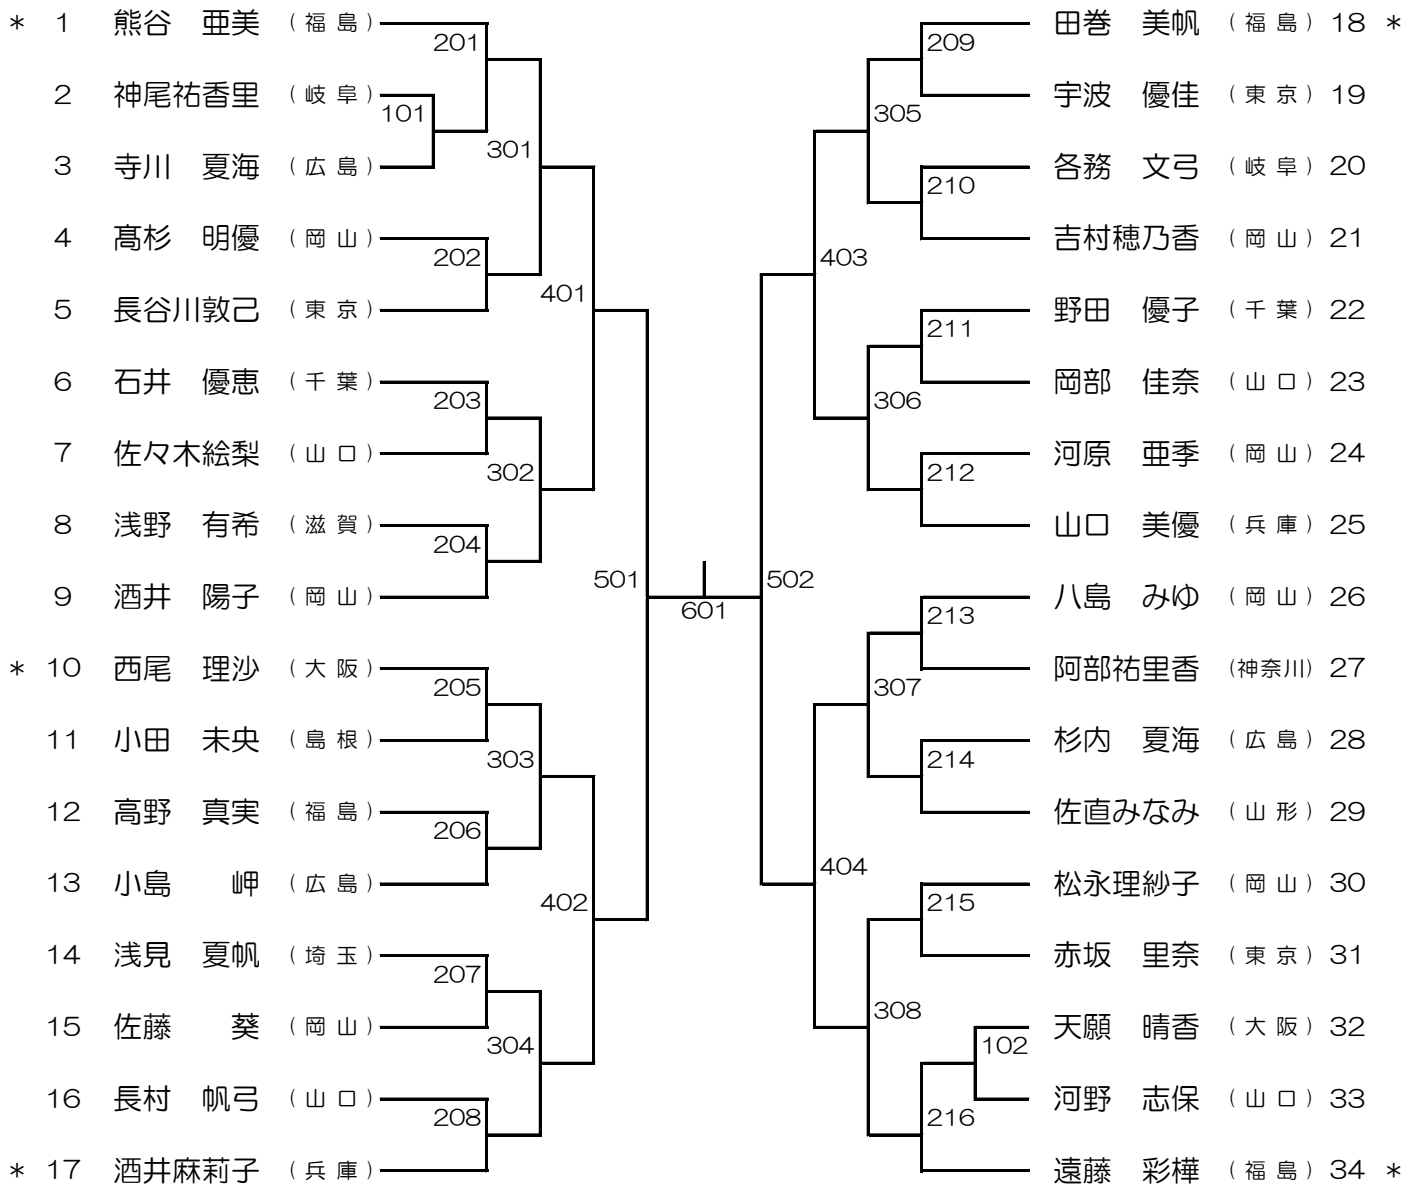 * 1 熊谷 亜美 (福島)
2 神尾祐香里 (岐阜)
3 寺川 夏海 (広島)
4 髙杉 明優 (岡山)
5 長谷川敦己 (東京)
6 石井 優恵 (千葉)
7 佐々木絵梨 (山口)
8 浅野 有希 (滋賀)
9 酒井 陽子 (岡山)
* 10 西尾 理沙 (大阪)
11 小田 未央 (島根)
12 高野 真実 (福島)
13 小島 岬 (広島)
14 浅見 夏帆 (埼玉)
15 佐藤 葵 (岡山)
16 長村 帆弓 (山口)
* 17 酒井麻莉子 (兵庫)
101
201
202
203
204
205
206
207
208
301
302
303
304
401
402
501
601
502
403
404
305
306
307
308
209
210
211
212
213
214
215
216
102
田巻 美帆 (福島) 18 *
宇波 優佳 (東京) 19
各務 文弓 (岐阜) 20
吉村穂乃香 (岡山) 21
野田 優子 (千葉) 22
岡部 佳奈 (山口) 23
河原 亜季 (岡山) 24
山口 美優 (兵庫) 25
八島 みゆ (岡山) 26
阿部祐里香 (神奈川) 27
杉内 夏海 (広島) 28
佐直みなみ (山形) 29
松永理紗子 (岡山) 30
赤坂 里奈 (東京) 31
天願 晴香 (大阪) 32
河野 志保 (山口) 33
遠藤 彩樺 (福島) 34 *